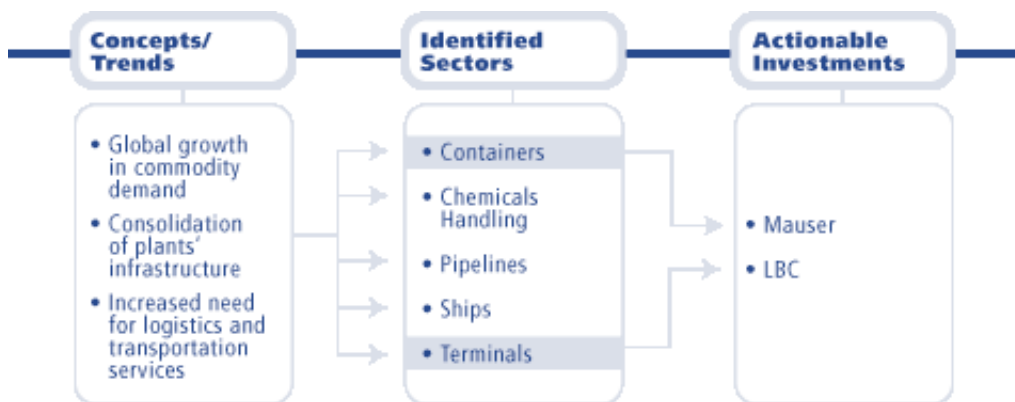 Concepts/
Trends
Identified
Sectors
Actionable
Investments
• Global growth
in commodity
demand
• Consolidation
of plants'
infrastructure
• Increased need
for logistics and
transportation
services
• Containers
• Chemicals
Handling
• Pipelines
• Ships
• Terminals
• Mauser
• LBC